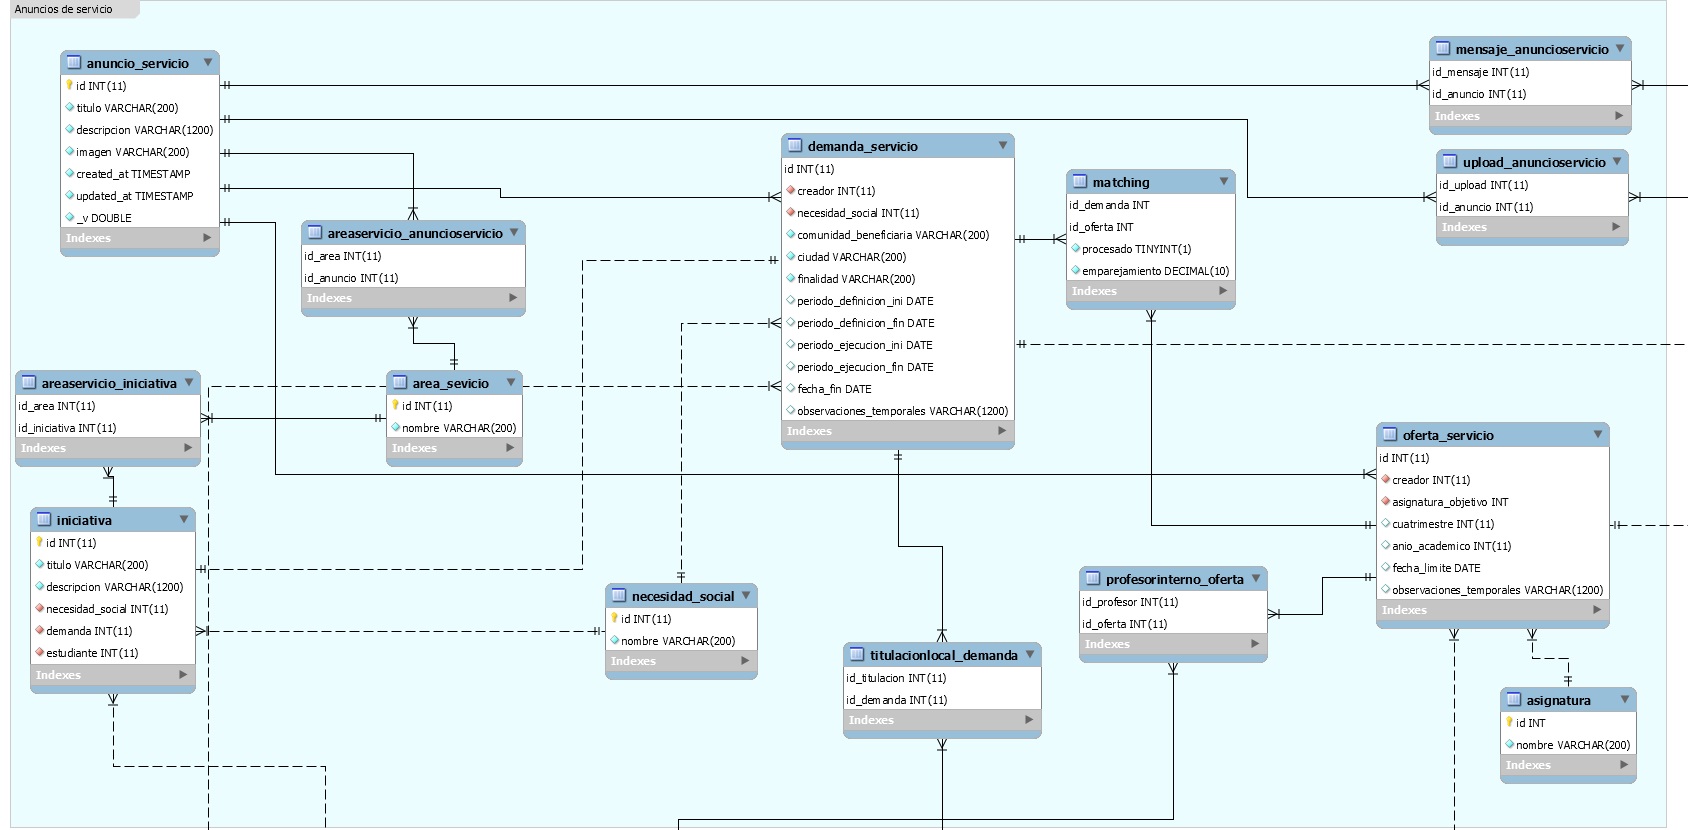 Anuncios de servicio
anuncio_servicio
id INT(11)
titulo VARCHAR(200)
descripcion VARCHAR(1200)
imagen VARCHAR(200)
created_at TIMESTAMP
updated_at TIMESTAMP
_v DOUBLE
Indexes
mensaje_anuncioservicio
id_mensaje INT(11)
id_anuncio INT(11)
Indexes
upload_anuncioservicio
id_upload INT(11)
id_anuncio INT(11)
Indexes
demanda_servicio
id INT(11)
creador INT(11)
necesidad_social INT(11)
comunidad_beneficiaria VARCHAR(200)
ciudad VARCHAR(200)
finalidad VARCHAR(200)
periodo_definicion_ini DATE
periodo_definicion_fin DATE
periodo_ejecucion_ini DATE
periodo_ejecucion_fin DATE
fecha_fin DATE
observaciones_temporales VARCHAR(1200)
Indexes
matching
id_demanda INT
id_oferta INT
procesado TINYINT(1)
emparejamiento DECIMAL(10)
Indexes
areaservicio_anuncioservicio
id_area INT(11)
id_anuncio INT(11)
Indexes
areaservicio_iniciativa
id_area INT(11)
id_iniciativa INT(11)
Indexes
area_sevicio
id INT(11)
nombre VARCHAR(200)
Indexes
oferta_servicio
id INT(11)
creador INT(11)
asignatura_objetivo INT
cuatrimestre INT(11)
anio_academico INT(11)
fecha_limite DATE
observaciones_temporales VARCHAR(1200)
Indexes
iniciativa
id INT(11)
titulo VARCHAR(200)
descripcion VARCHAR(1200)
necesidad_social INT(11)
demanda INT(11)
estudiante INT(11)
Indexes
necesidad_social
id INT(11)
nombre VARCHAR(200)
Indexes
profesorinterno_oferta
id_profesor INT(11)
id_oferta INT(11)
Indexes
titulacionlocal_demanda
id_titulacion INT(11)
id_demanda INT(11)
Indexes
asignatura
id INT
nombre VARCHAR(200)
Indexes